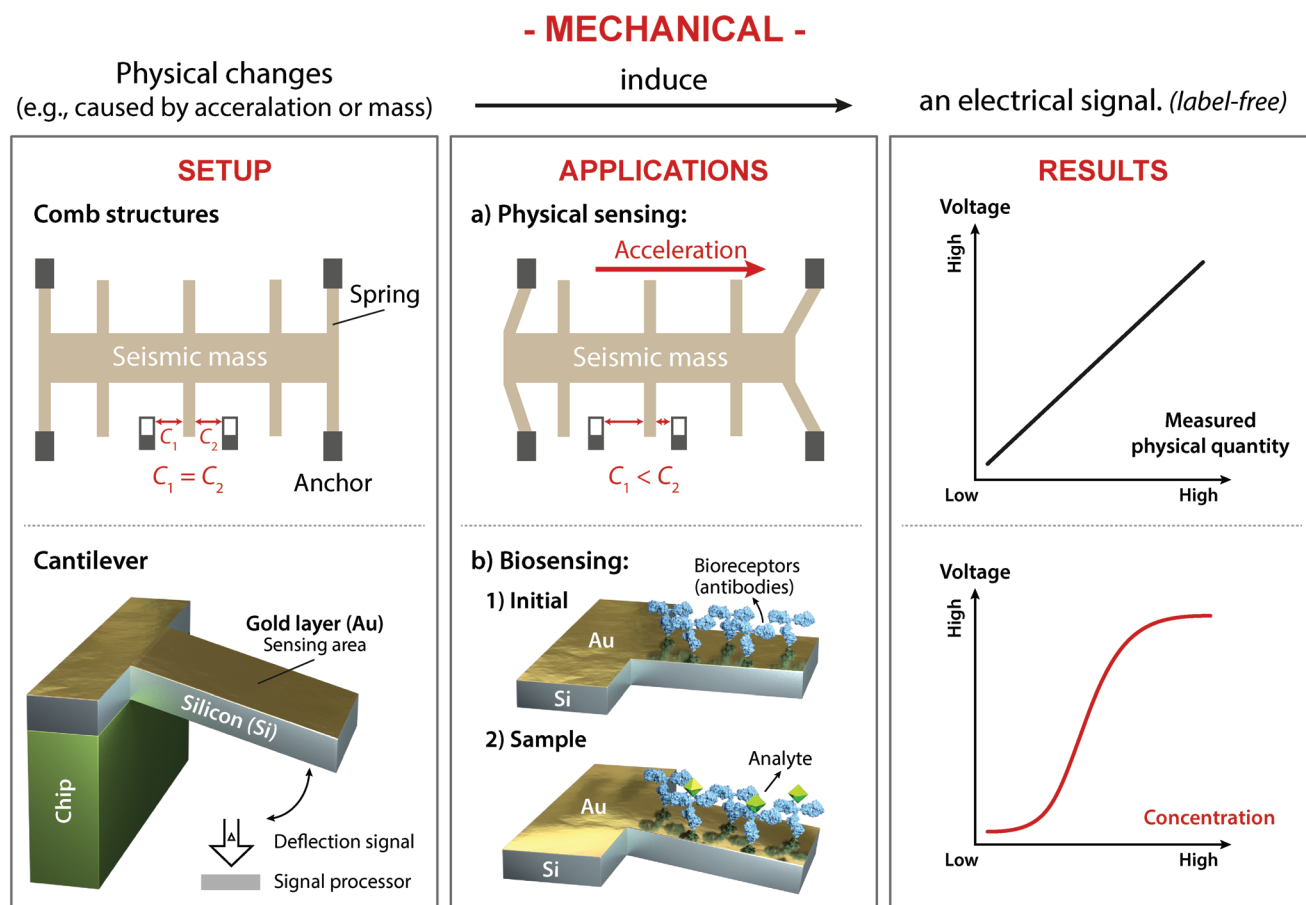 - MECHANICAL -
Physical changes
(e.g., caused by acceralation or mass)
induce
an electrical signal. (label-free)
SETUP
Comb structures
Spring
Seismic mass
C₁
C₂
C₁ = C₂
Anchor
Cantilever
Gold layer (Au)
Sensing area
Silicon (Si)
Chip
Δ
Deflection signal
Signal processor
APPLICATIONS
a) Physical sensing:
Acceleration
Seismic mass
C₁ < C₂
b) Biosensing:
Bioreceptors
(antibodies)
1) Initial
Au
Si
2) Sample
Analyte
Au
Si
RESULTS
Voltage
High
Measured
physical quantity
Low
High
Voltage
High
Concentration
Low
High